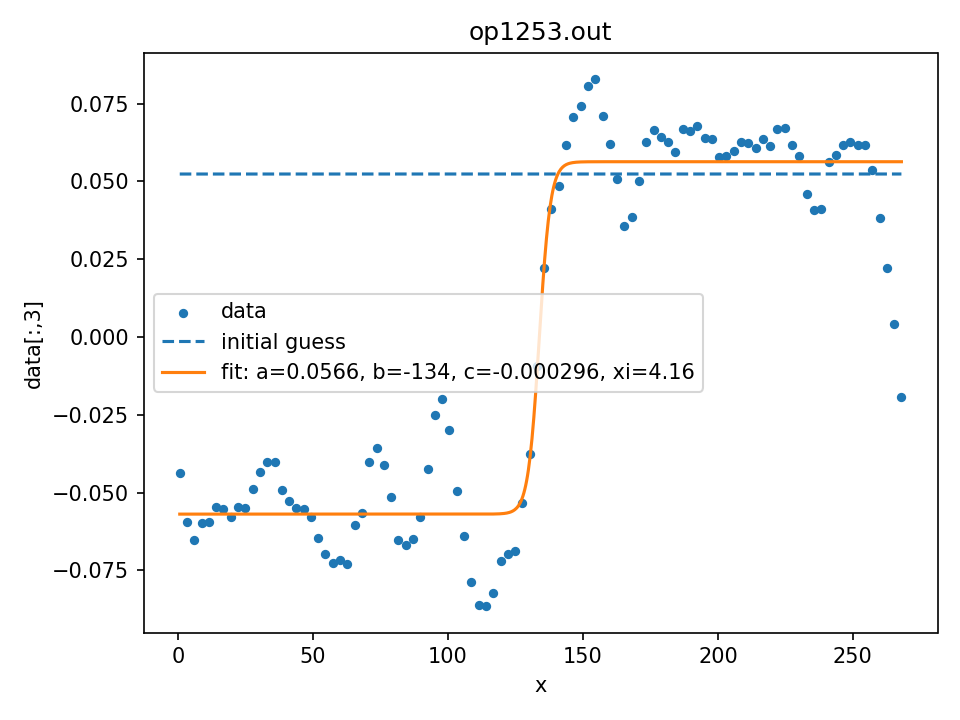 op1253.out
data[:,3]
0.075
0.050
0.025
0.000
−0.025
−0.050
−0.075
data
initial guess
fit: a=0.0566, b=-134, c=-0.000296, xi=4.16
0 50 100 150 200 250
x